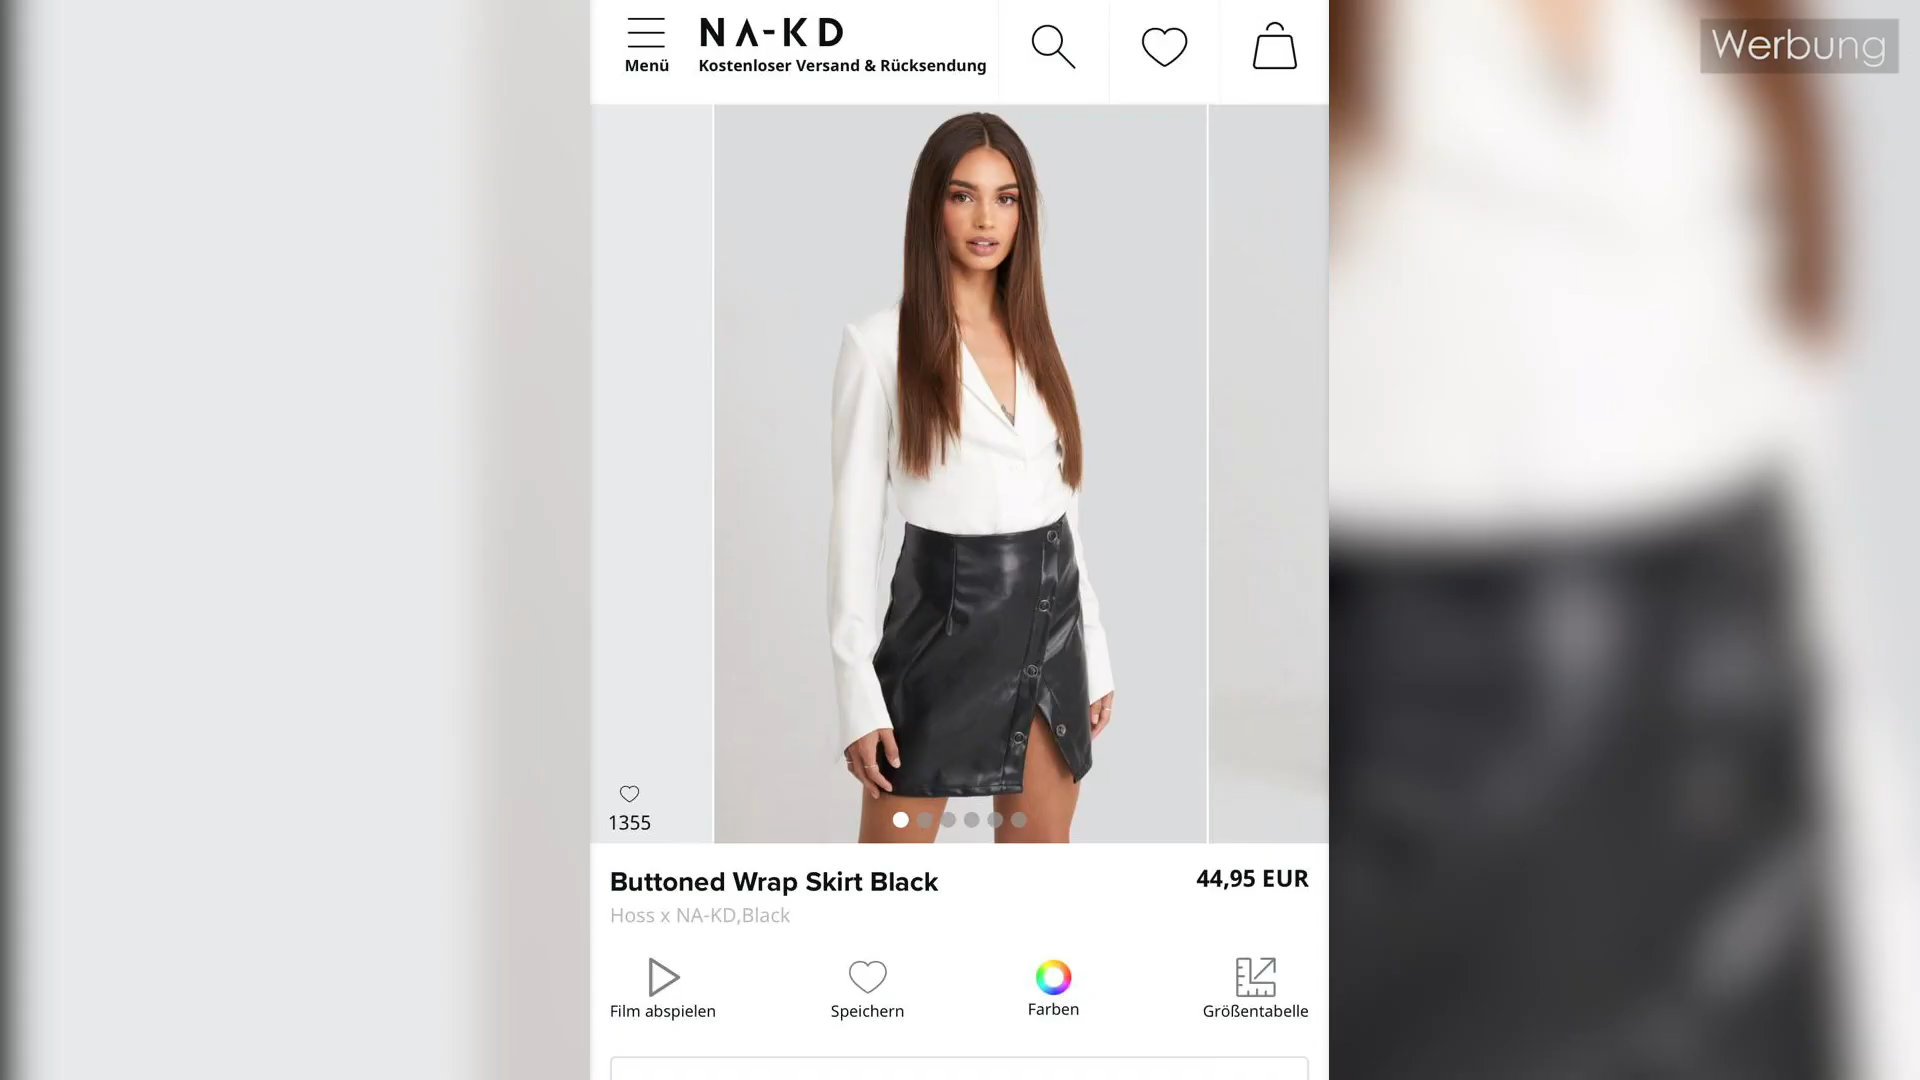 Werbung
NA-KD
Menü
Kostenloser Versand & Rücksendung
1355
Buttoned Wrap Skirt Black
44,95 EUR
Hoss x NA-KD,Black
Film abspielen
Speichern
Farben
Größentabelle